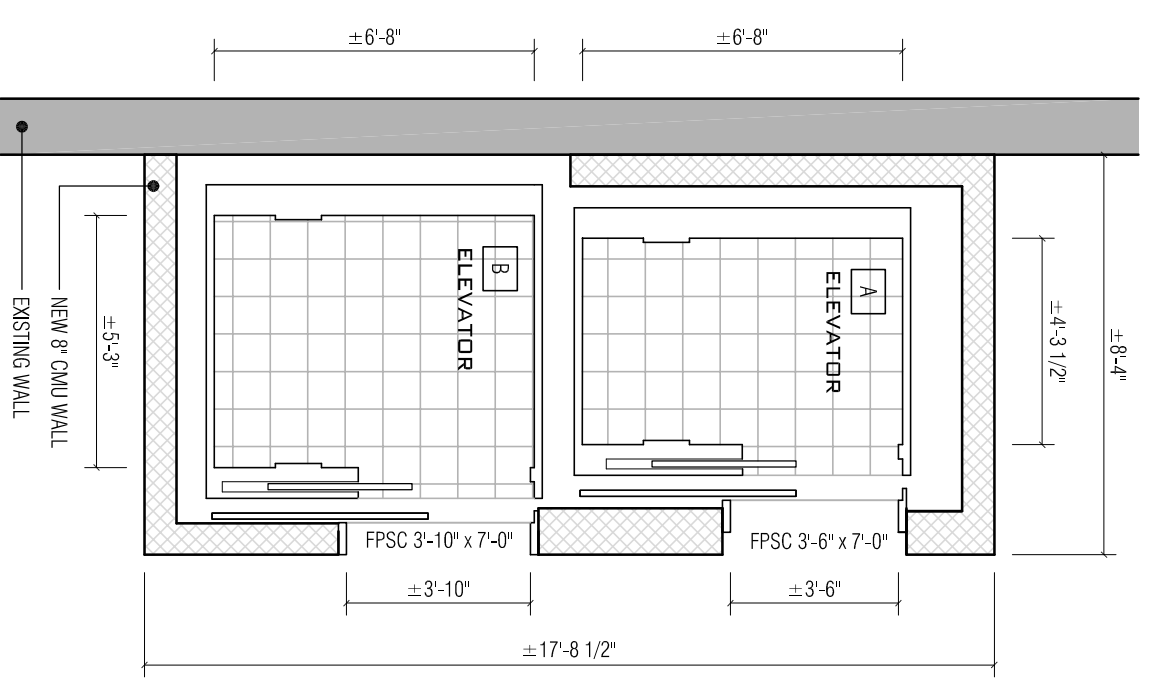 ±6'-8"
±6'-8"
B
ELEVATOR
A
ELEVATOR
±5'-3"
NEW 8" CMU WALL
EXISTING WALL
±4'-3 1/2"
±8'-4"
FPSC 3'-10" x 7'-0"
FPSC 3'-6" x 7'-0"
±3'-10"
±3'-6"
±17'-8 1/2"